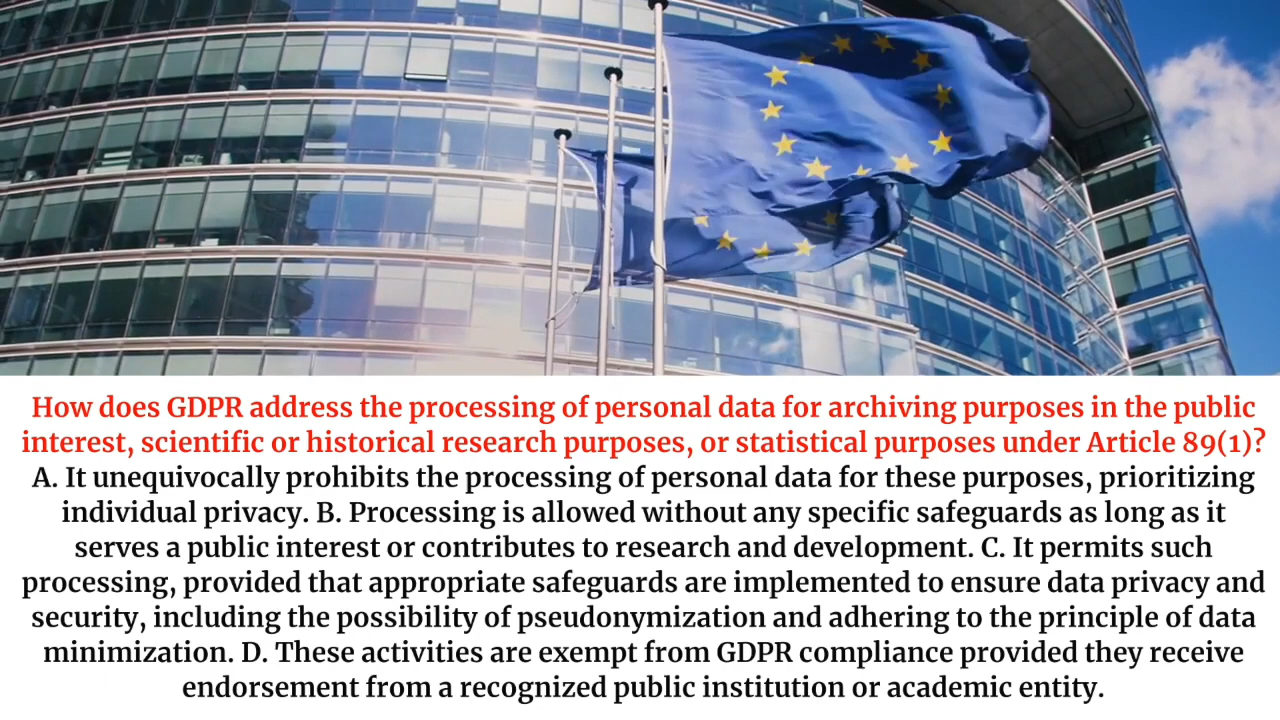 How does GDPR address the processing of personal data for archiving purposes in the public
interest, scientific or historical research purposes, or statistical purposes under Article 89(1)?
A. It unequivocally prohibits the processing of personal data for these purposes, prioritizing
individual privacy. B. Processing is allowed without any specific safeguards as long as it
serves a public interest or contributes to research and development. C. It permits such
processing, provided that appropriate safeguards are implemented to ensure data privacy and
security, including the possibility of pseudonymization and adhering to the principle of data
minimization. D. These activities are exempt from GDPR compliance provided they receive
endorsement from a recognized public institution or academic entity.